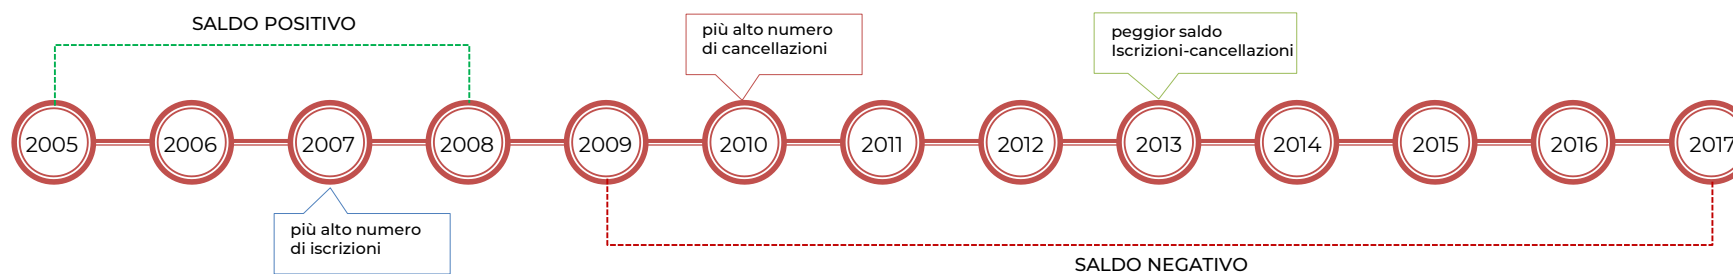 SALDO POSITIVO
più alto numero
di cancellazioni
peggior saldo
Iscrizioni-cancellazioni
2005 2006 2007 2008 2009 2010 2011 2012 2013 2014 2015 2016 2017
più alto numero
di iscrizioni
SALDO NEGATIVO